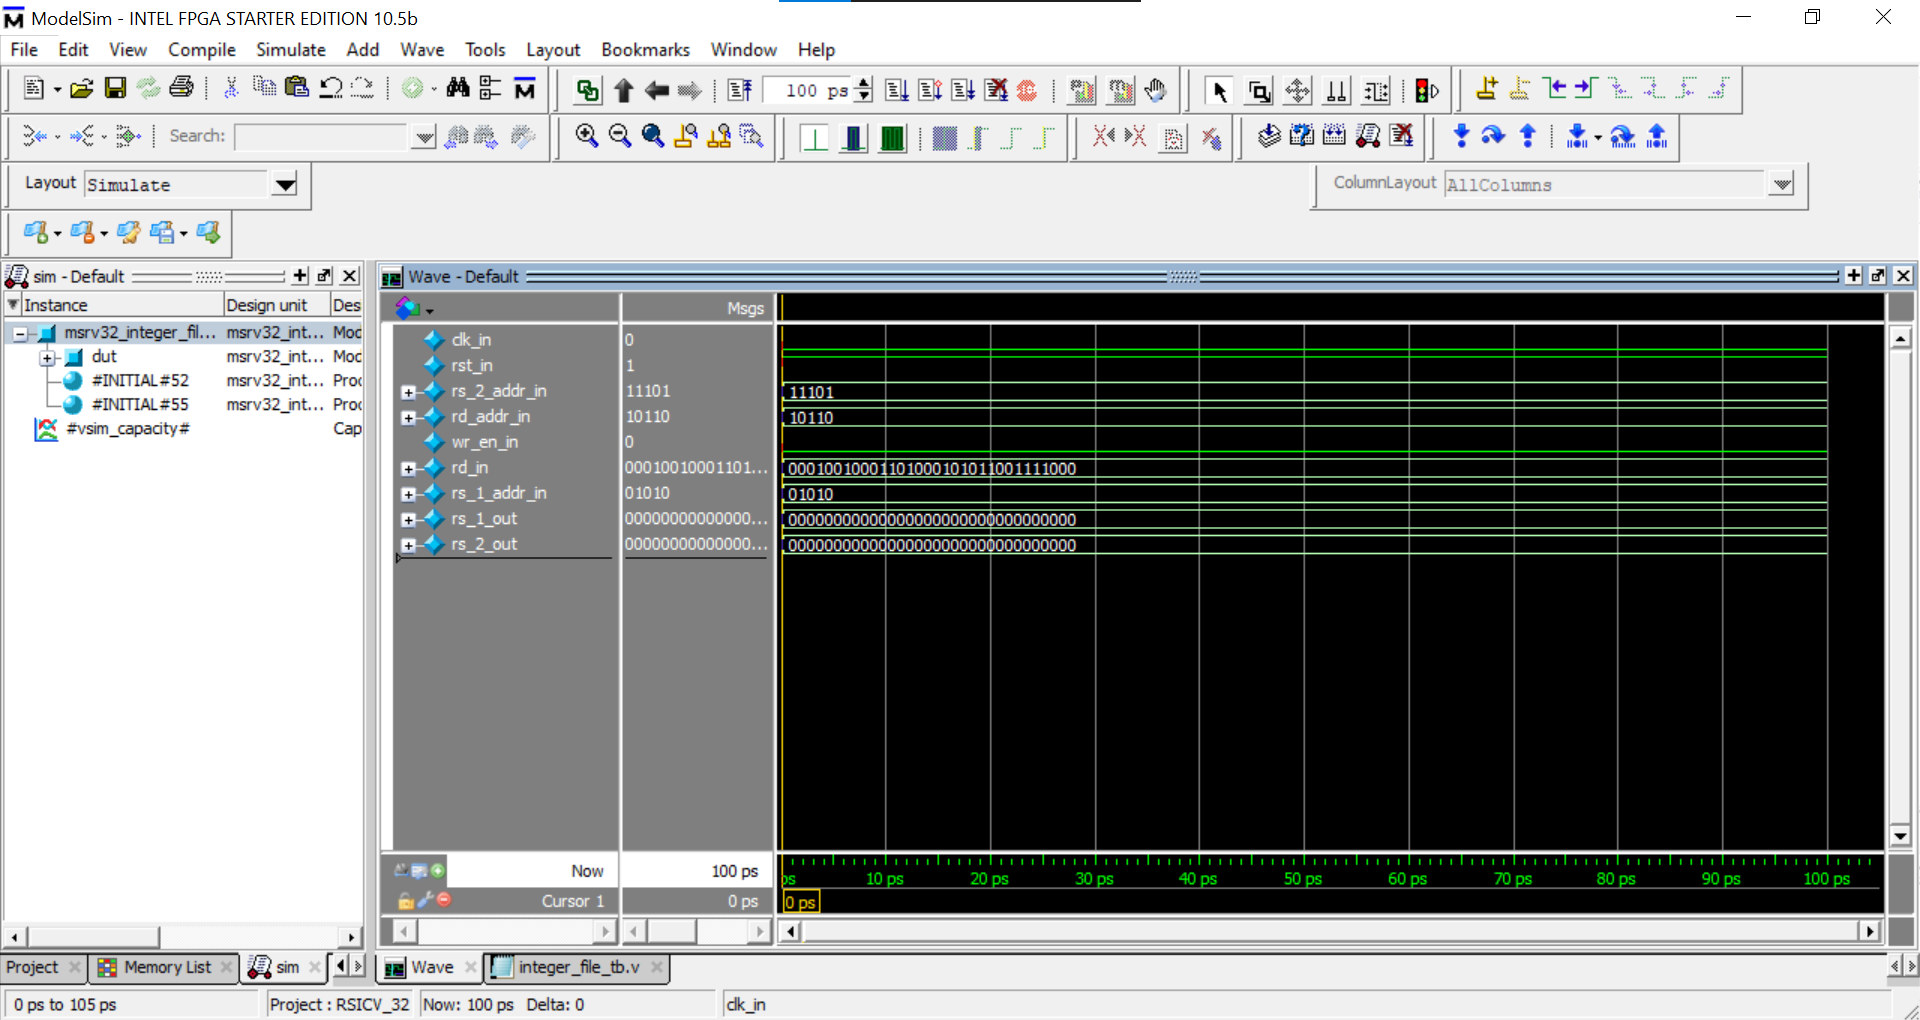 ModelSim - INTEL FPGA STARTER EDITION 10.5b
File Edit View Compile Simulate Add Wave Tools Layout Bookmarks Window Help
100 ps
Search:
Layout Simulate
ColumnLayout AllColumns
sim - Default
Instance Design unit Des
msrv32_integer_fil... msrv32_int... Mod
dut msrv32_int... Mod
#INITIAL#52 msrv32_int... Proc
#INITIAL#55 msrv32_int... Proc
#vsim_capacity# Cap
Wave - Default
Msgs
clk_in 0
rst_in 1
rs_2_addr_in 11101 11101
rd_addr_in 10110 10110
wr_en_in 0
rd_in 00010010001101... 00010010001101000101011001111000
rs_1_addr_in 01010 01010
rs_1_out 00000000000000... 00000000000000000000000000000000
rs_2_out 00000000000000... 00000000000000000000000000000000
Now 100 ps
ps 10 ps 20 ps 30 ps 40 ps 50 ps 60 ps 70 ps 80 ps 90 ps 100 ps
Cursor 1 0 ps 0 ps
Project Memory List sim
Wave integer_file_tb.v
0 ps to 105 ps Project : RSICV_32 Now: 100 ps Delta: 0 clk_in